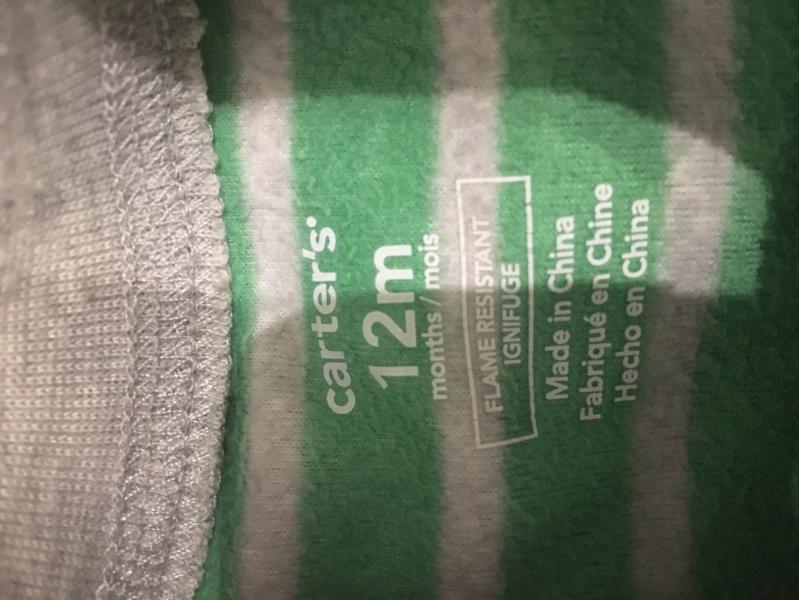 carter's
12m
months / mois
FLAME RESISTANT
IGNIFUGE
Made in China
Fabriqué en Chine
Hecho en China